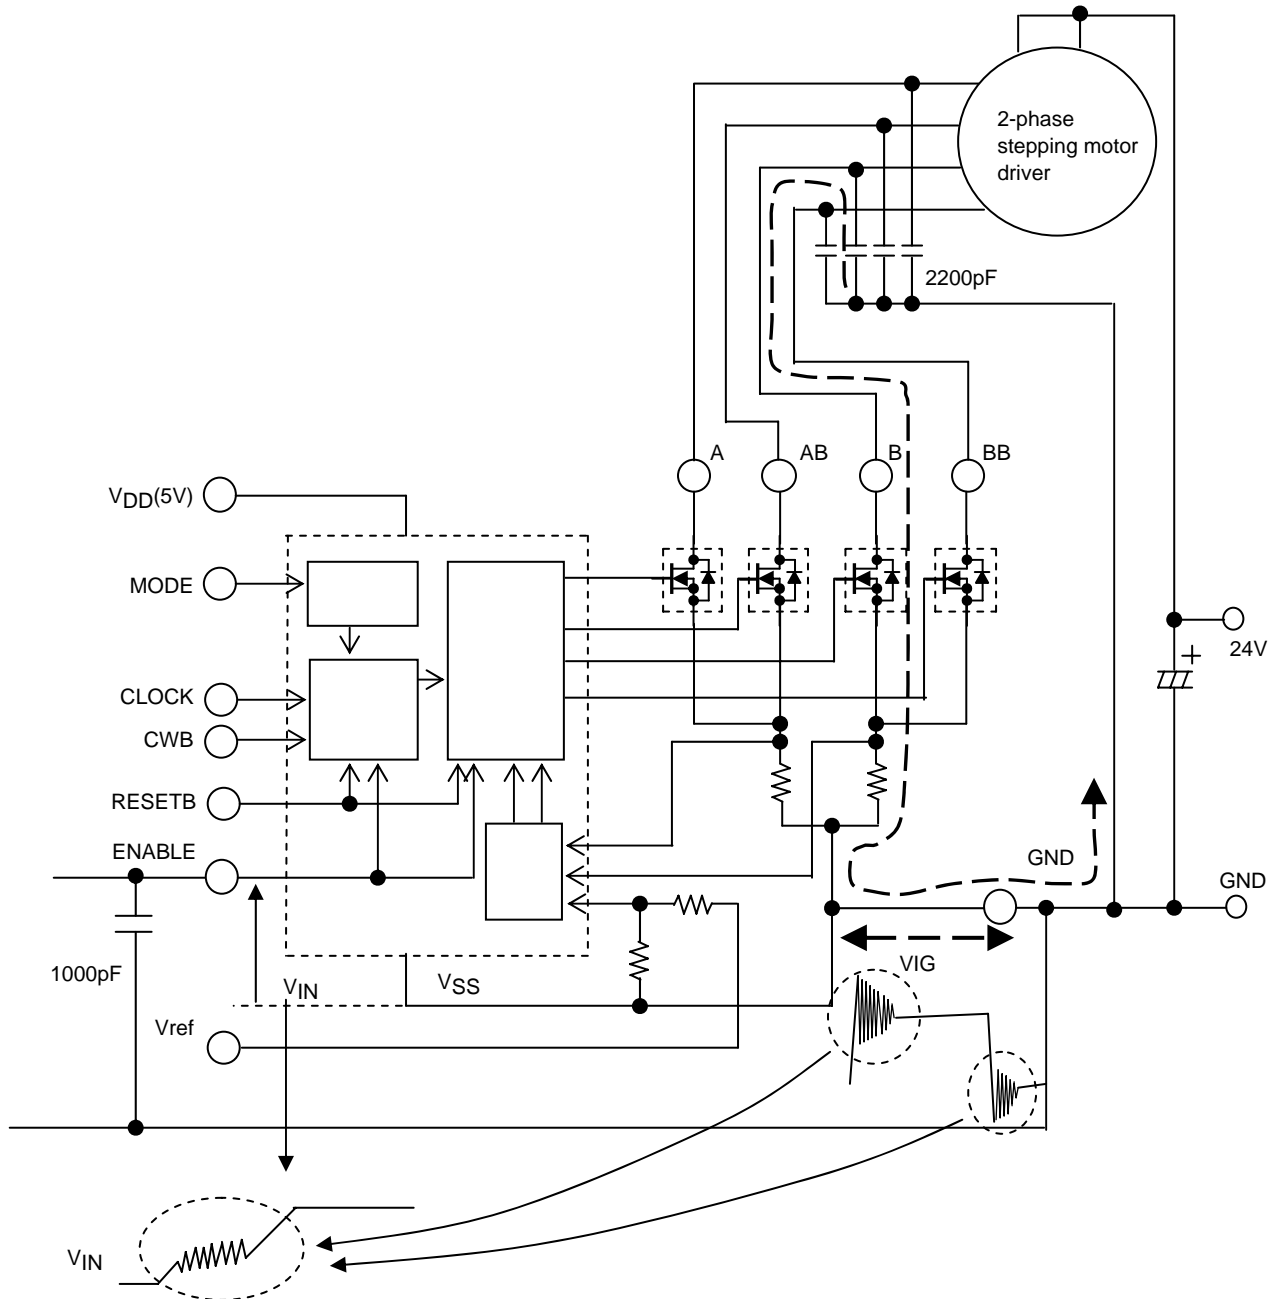 2-phase
stepping motor
driver
2200pF
A
AB
B
BB
VDD(5V)
MODE
24V
+
CLOCK
CWB
RESETB
ENABLE
GND
GND
VIG
1000pF
VIN
VSS
Vref
VIN